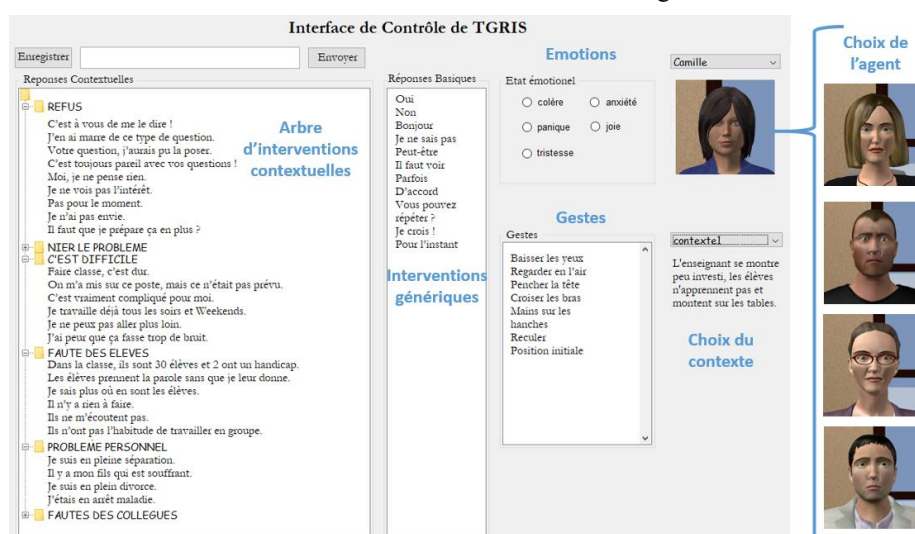 Interface de Contrôle de TGRIS
Enregistrer
Envoyer
Reponses Contextuelles
REFUS
C'est à vous de me le dire !
J'en ai marre de ce type de question.
Votre question, j'aurais pu la poser.
C'est toujours pareil avec vos questions !
Moi, je ne pense rien.
Je ne vois pas l'intérêt.
Pas pour le moment.
Je n'ai pas envie.
Il faut que je prépare ça en plus ?
NIER LE PROBLEME
C'EST DIFFICILE
Faire classe, c'est dur.
On m'a mis sur ce poste, mais ce n'était pas prévu.
C'est vraiment compliqué pour moi.
Je travaille déjà tous les soirs et Weekends.
Je ne peux pas aller plus loin.
J'ai peur que ça fasse trop de bruit.
FAUTE DES ELEVES
Dans la classe, ils sont 30 élèves et 2 ont un handicap.
Les élèves prennent la parole sans que je leur donne.
Je sais plus où en sont les élèves.
Il n'y a rien à faire.
Ils ne m'écoutent pas.
Ils n'ont pas l'habitude de travailler en groupe.
PROBLEME PERSONNEL
Je suis en pleine séparation.
Il y a mon fils qui est souffrant.
Je suis en plein divorce.
J'étais en arrêt maladie.
FAUTES DES COLLEGUES
Arbre
d'interventions
contextuelles
Réponses Basiques
Oui
Non
Bonjour
Je ne sais pas
Peut-être
Il faut voir
Parfois
D'accord
Vous pouvez
répéter ?
Je crois !
Pour l'instant
Interventions
génériques
Emotions
Etat émotionel
colère
anxiété
panique
joie
tristesse
Gestes
Gestes
Baisser les yeux
Regarder en l'air
Pencher la tête
Croiser les bras
Mains sur les
hanches
Reculer
Position initiale
Camille
contexte1
L'enseignant se montre
peu investi, les élèves
n'apprennent pas et
montent sur les tables.
Choix du
contexte
Choix de
l'agent